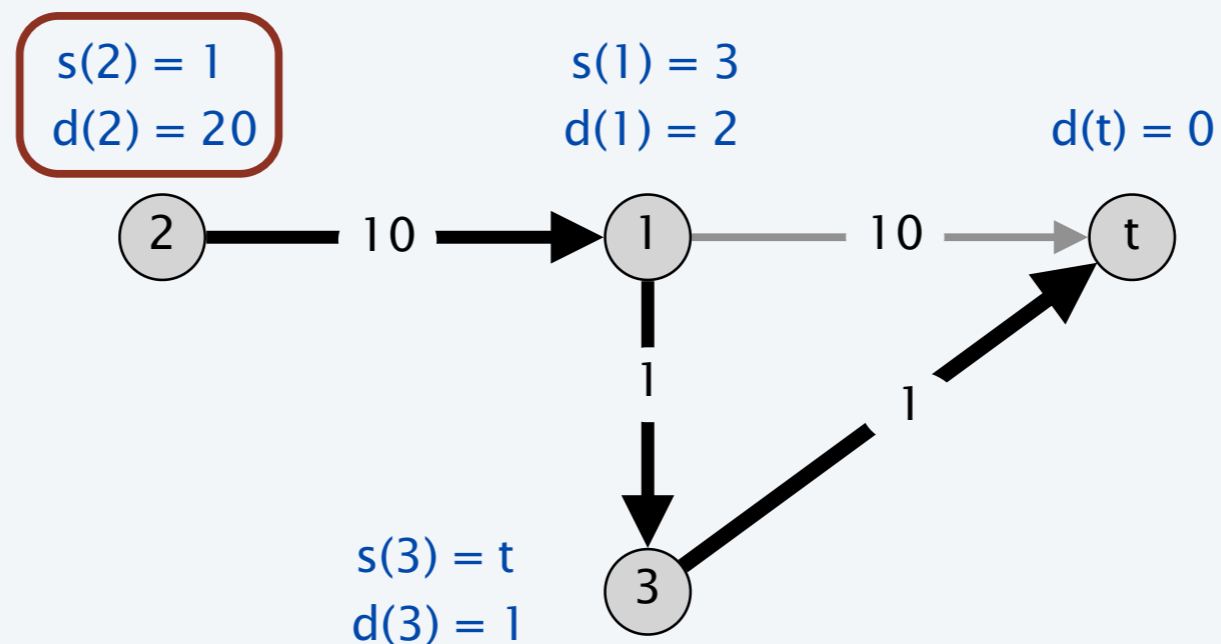 s(2) = 1
d(2) = 20
s(1) = 3
d(1) = 2
d(t) = 0
2
10
1
10
t
1
1
s(3) = t
d(3) = 1
3